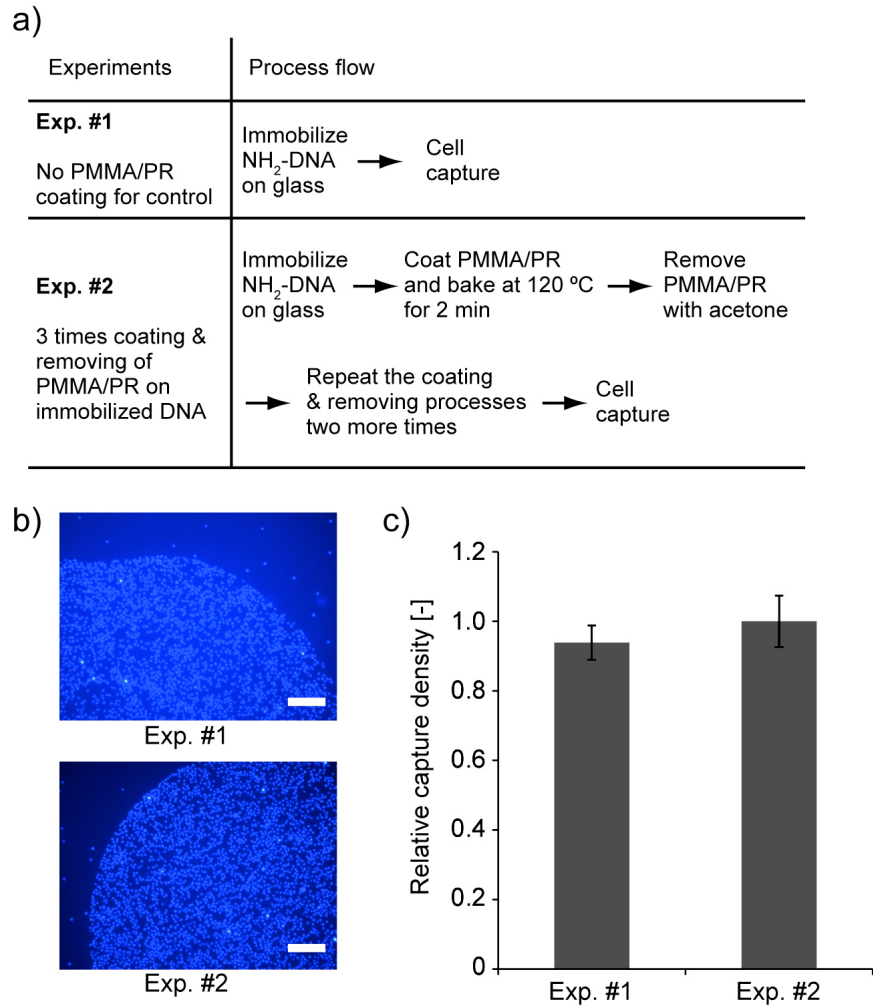 a)
Experiments
Process flow
Exp. #1
No PMMA/PR
coating for control
Immobilize
NH2-DNA
on glass
Cell
capture
Exp. #2
3 times coating &
removing of
PMMA/PR on
immobilized DNA
Immobilize
NH2-DNA
on glass
Coat PMMA/PR
and bake at 120 ºC
for 2 min
Remove
PMMA/PR
with acetone
Repeat the coating
& removing processes
two more times
Cell
capture
b)
Exp. #1
Exp. #2
c)
Relative capture density [-]
1.2
1.0
0.8
0.6
0.4
0.2
0
Exp. #1
Exp. #2